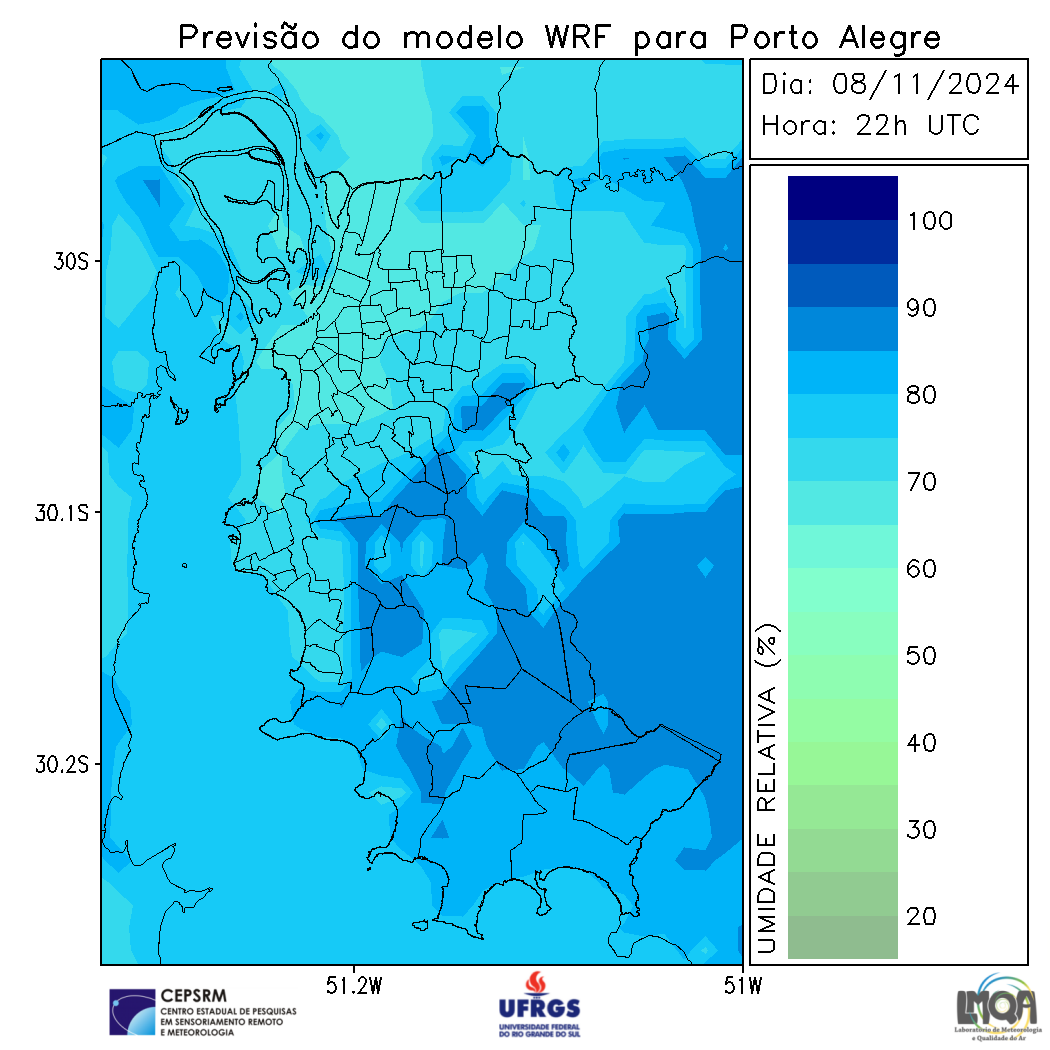 Previsão do modelo WRF para Porto Alegre
Dia: 08/11/2024
Hora: 22h UTC
100
90
80
70
60
50
40
30
20
UMIDADE RELATIVA (%)
30S
30.1S
30.2S
51.2W
51W
CEPSRM
CENTRO ESTADUAL DE PESQUISAS
EM SENSORIAMENTO REMOTO
E METEOROLOGIA
UFRGS
UNIVERSIDADE FEDERAL
DO RIO GRANDE DO SUL
LMQA
Laboratório de Meteorologia
e Qualidade do Ar